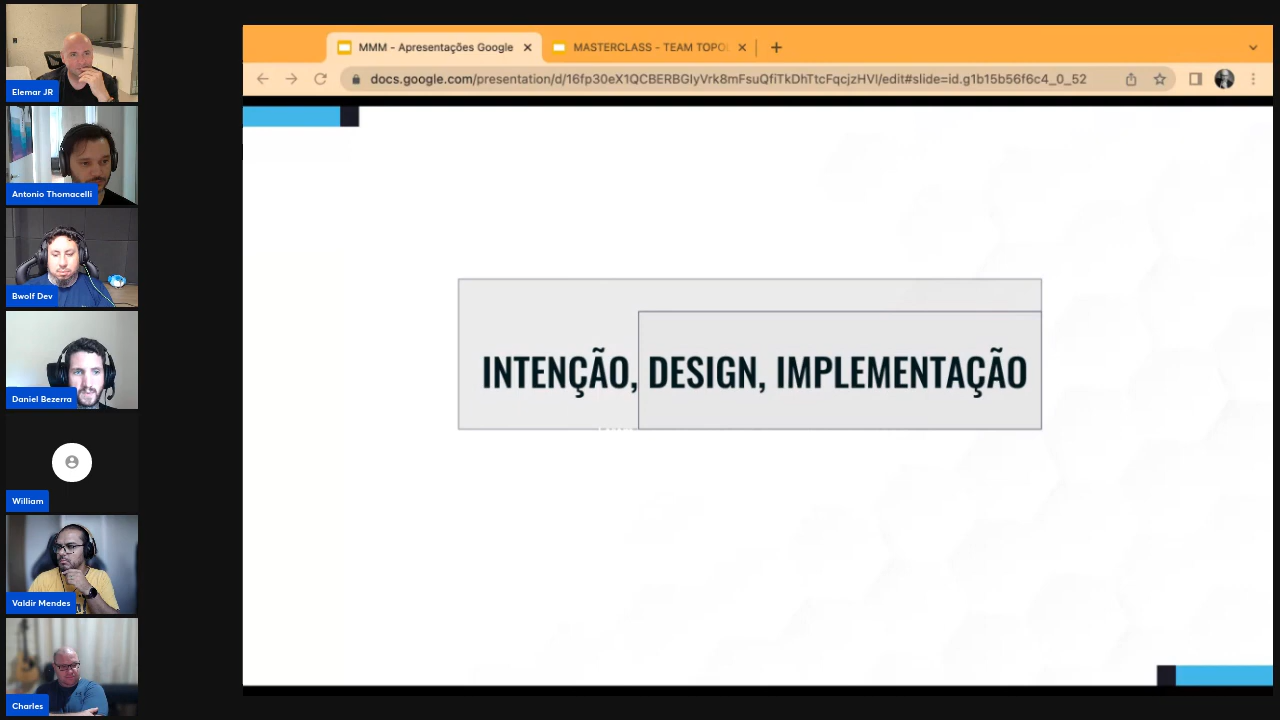 Elemar JR
Antonio Thomacelli
Bwolf Dev
Daniel Bezerra
William
Valdir Mendes
Charles
MMM - Apresentações Google
MASTERCLASS - TEAM TOPO
docs.google.com/presentation/d/16fp30eX1QCBERBGIyVrk8mFsuQfiTkDhTtcFqcjzHVI/edit#slide=id.g1b15b56f6c4_0_52
INTENÇÃO, DESIGN, IMPLEMENTAÇÃO